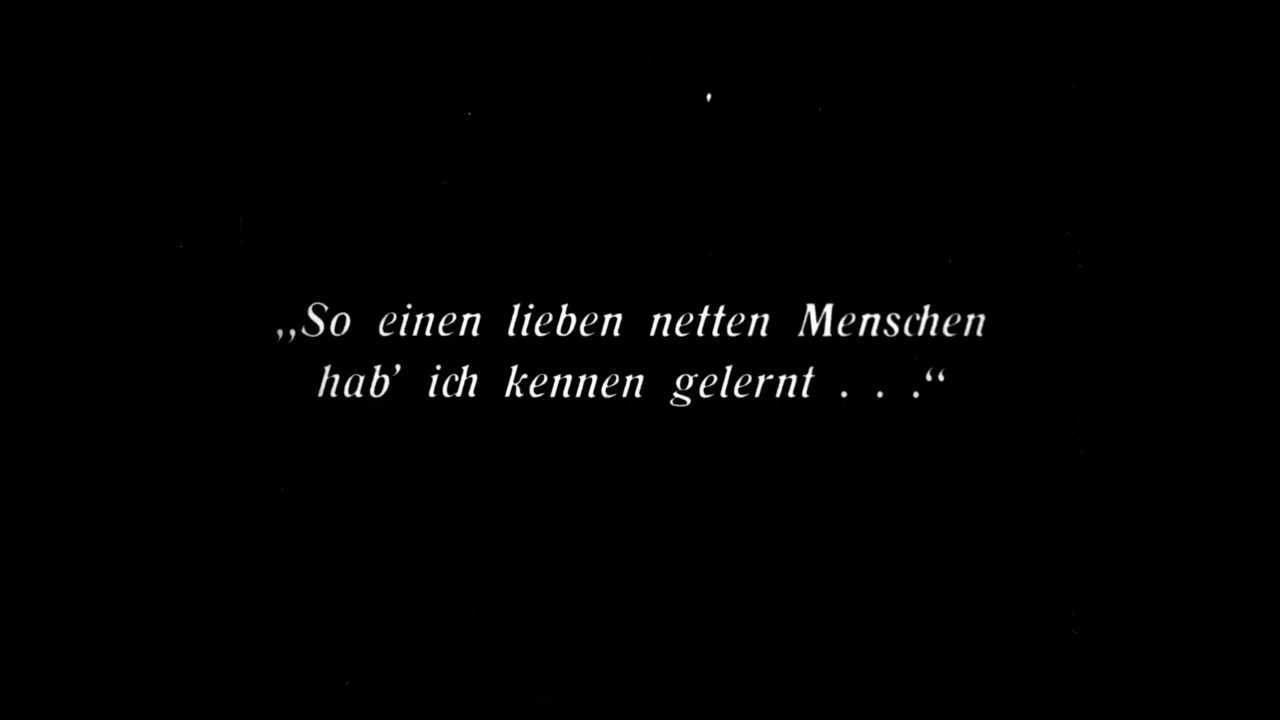 „So einen lieben netten Menschen
hab’ ich kennen gelernt . . .“